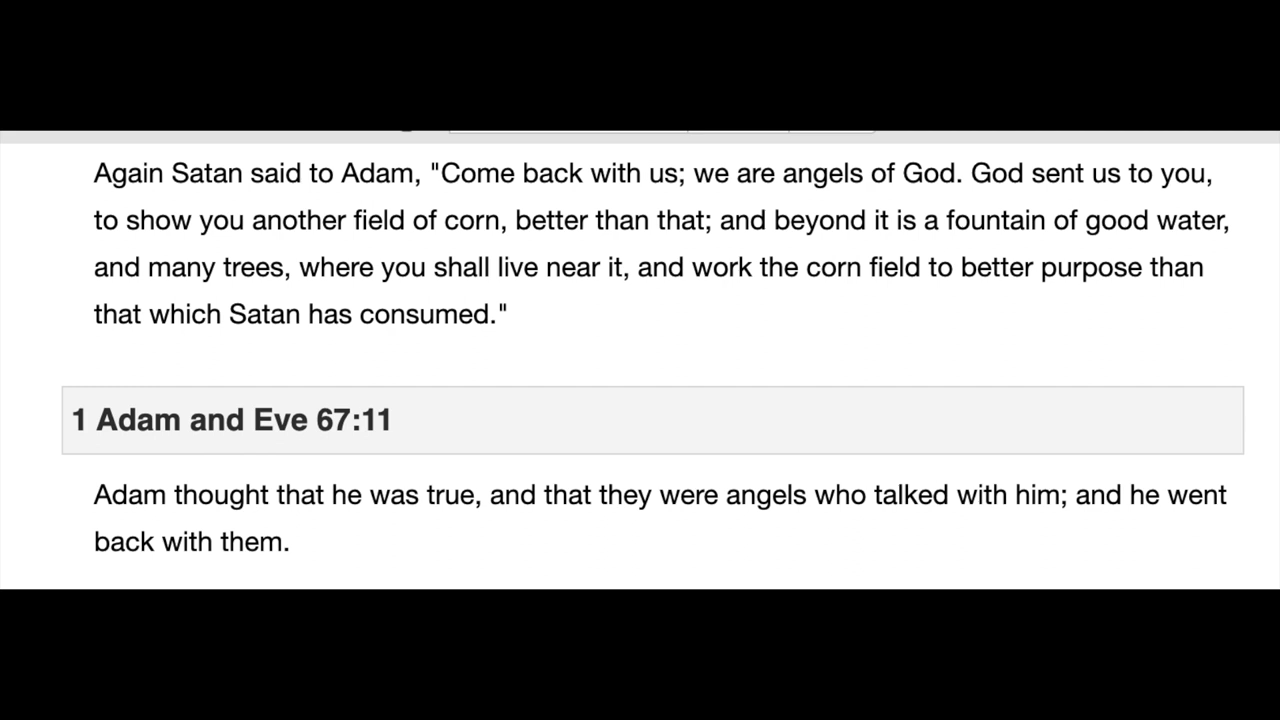 Again Satan said to Adam, "Come back with us; we are angels of God. God sent us to you,
to show you another field of corn, better than that; and beyond it is a fountain of good water,
and many trees, where you shall live near it, and work the corn field to better purpose than
that which Satan has consumed."
1 Adam and Eve 67:11
Adam thought that he was true, and that they were angels who talked with him; and he went
back with them.